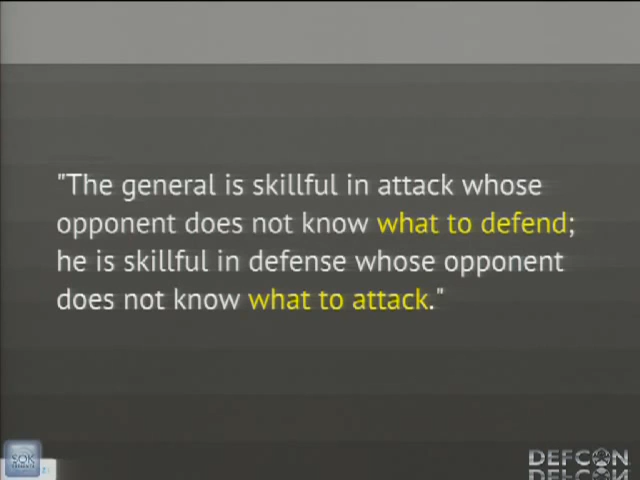 "The general is skillful in attack whose
opponent does not know what to defend;
he is skillful in defense whose opponent
does not know what to attack."
SOK
DEFCON